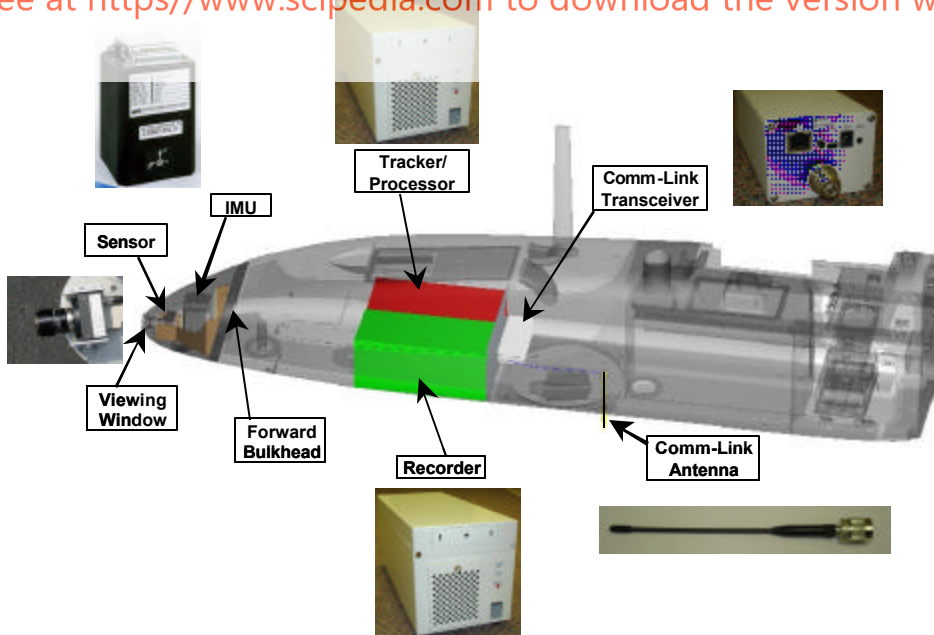 ee at https//www.scipedia.com to download the version w
Tracker/
Processor
Comm-Link
Transceiver
IMU
Sensor
Viewing
Window
Forward
Bulkhead
Recorder
Comm-Link
Antenna